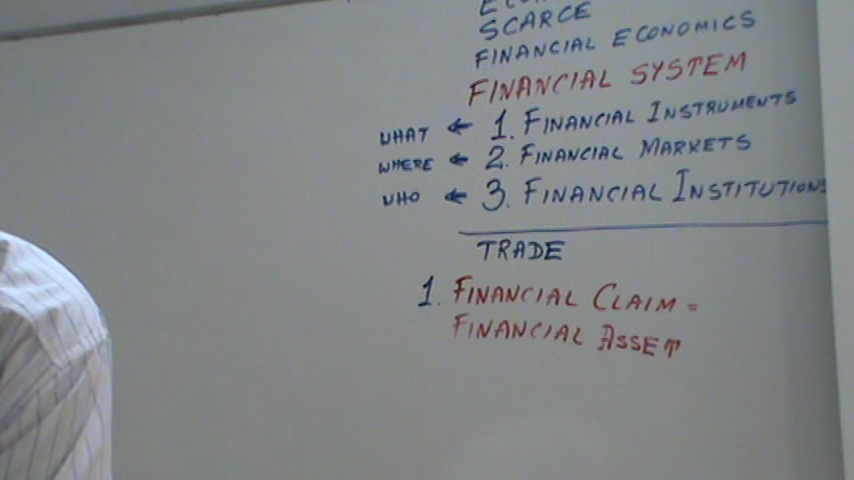 SCARCE
FINANCIAL ECONOMICS
FINANCIAL SYSTEM
WHAT ← 1. FINANCIAL INSTRUMENTS
WHERE ← 2. FINANCIAL MARKETS
WHO ← 3. FINANCIAL INSTITUTIONS
TRADE
1. FINANCIAL CLAIM =
FINANCIAL ASSET